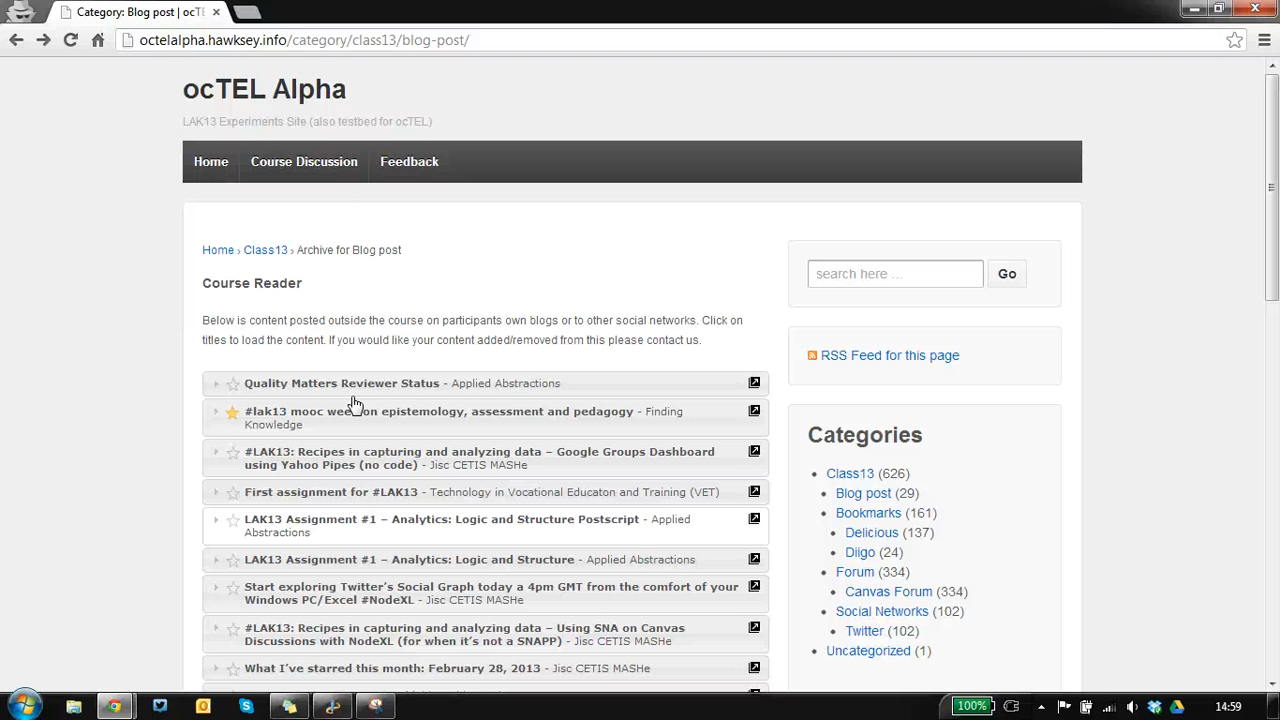 Category: Blog post | ocT
octelalpha.hawksey.info/category/class13/blog-post/
ocTEL Alpha
LAK13 Experiments Site (also testbed for ocTEL)
Home Course Discussion Feedback
Home › Class13 › Archive for Blog post
Course Reader
Below is content posted outside the course on participants own blogs or to other social networks. Click on
titles to load the content. If you would like your content added/removed from this please contact us.
Quality Matters Reviewer Status - Applied Abstractions
#lak13 mooc week on epistemology, assessment and pedagogy - Finding
Knowledge
#LAK13: Recipes in capturing and analyzing data – Google Groups Dashboard
using Yahoo Pipes (no code) - Jisc CETIS MASHe
First assignment for #LAK13 - Technology in Vocational Educaton and Training (VET)
LAK13 Assignment #1 – Analytics: Logic and Structure Postscript - Applied
Abstractions
LAK13 Assignment #1 – Analytics: Logic and Structure - Applied Abstractions
Start exploring Twitter's Social Graph today a 4pm GMT from the comfort of your
Windows PC/Excel #NodeXL - Jisc CETIS MASHe
#LAK13: Recipes in capturing and analyzing data – Using SNA on Canvas
Discussions with NodeXL (for when it's not a SNAPP) - Jisc CETIS MASHe
What I've starred this month: February 28, 2013 - Jisc CETIS MASHe
search here ... Go
RSS Feed for this page
Categories
Class13 (626)
Blog post (29)
Bookmarks (161)
Delicious (137)
Diigo (24)
Forum (334)
Canvas Forum (334)
Social Networks (102)
Twitter (102)
Uncategorized (1)
100% 14:59